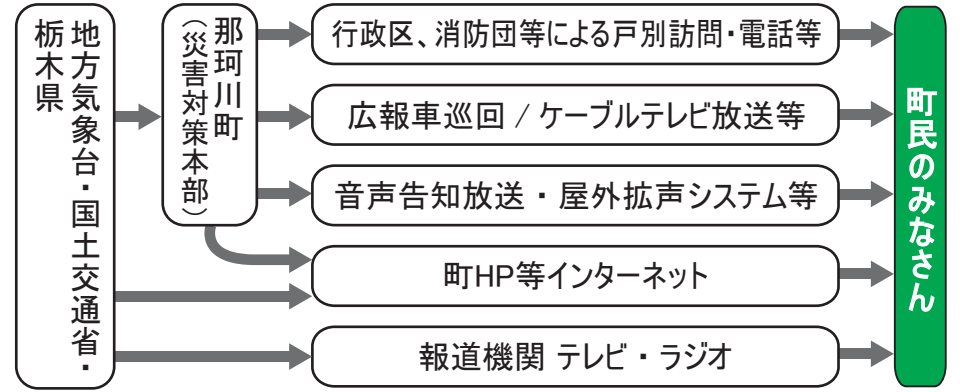 地方気象台・国土交通省・
栃木県
那珂川町
（災害対策本部）
行政区、消防団等による戸別訪問・電話等
広報車巡回 / ケーブルテレビ放送等
音声告知放送 ・ 屋外拡声システム等
町HP等インターネット
報道機関 テレビ ・ ラジオ
町民のみなさん